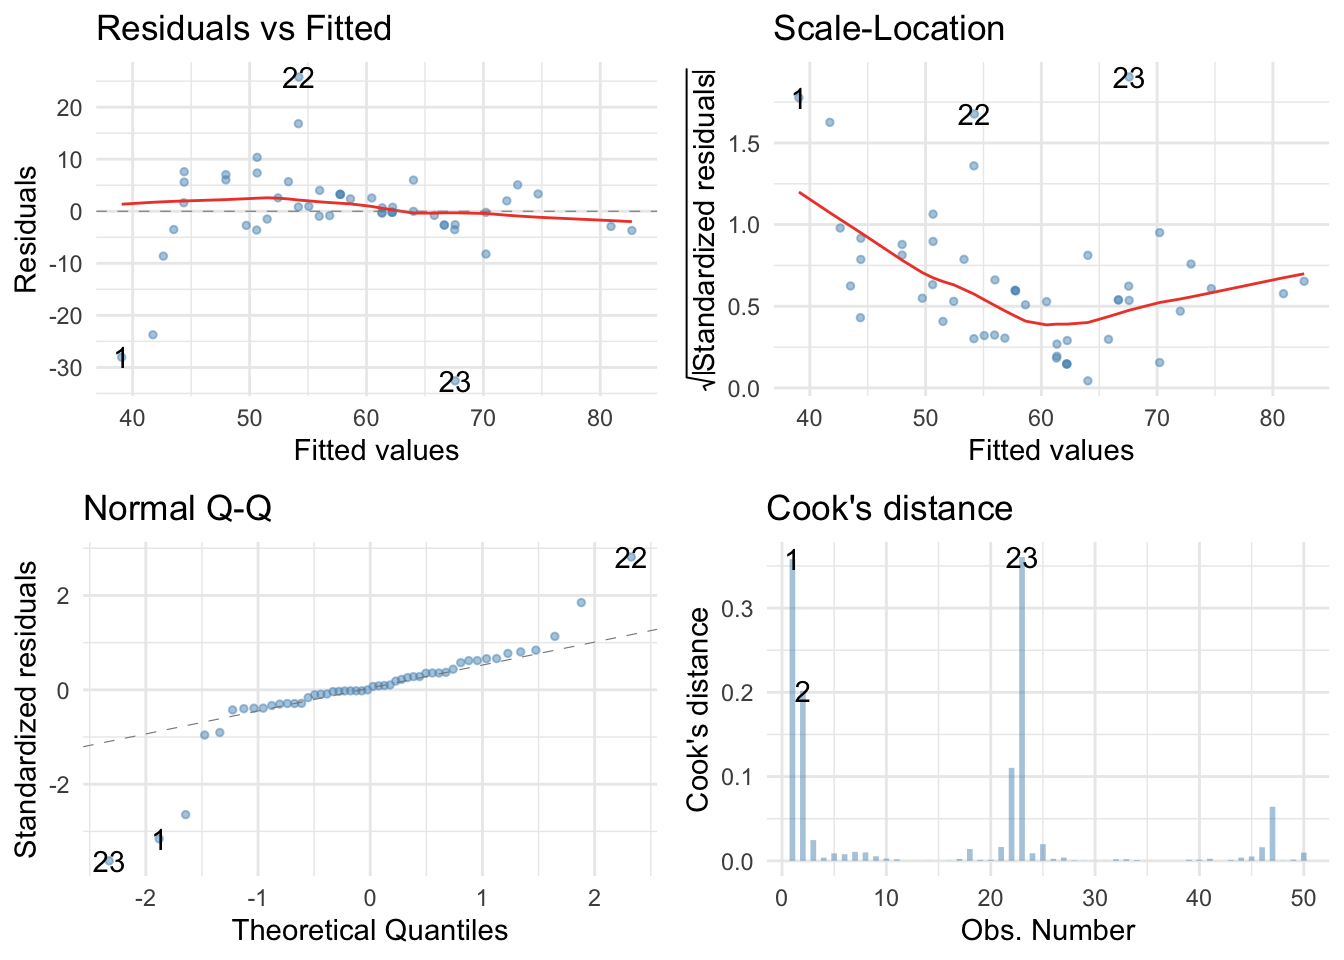 Residuals vs Fitted
Residuals
20
10
0
-10
-20
-30
22
1
23
40 50 60 70 80
Fitted values
Scale-Location
√|Standardized residuals|
1.5
1.0
0.5
0.0
1
22
23
40 50 60 70 80
Fitted values
Normal Q-Q
Standardized residuals
2
0
-2
22
1
23
-2 -1 0 1 2
Theoretical Quantiles
Cook's distance
Cook's distance
0.3
0.2
0.1
0.0
1
2
23
0 10 20 30 40 50
Obs. Number